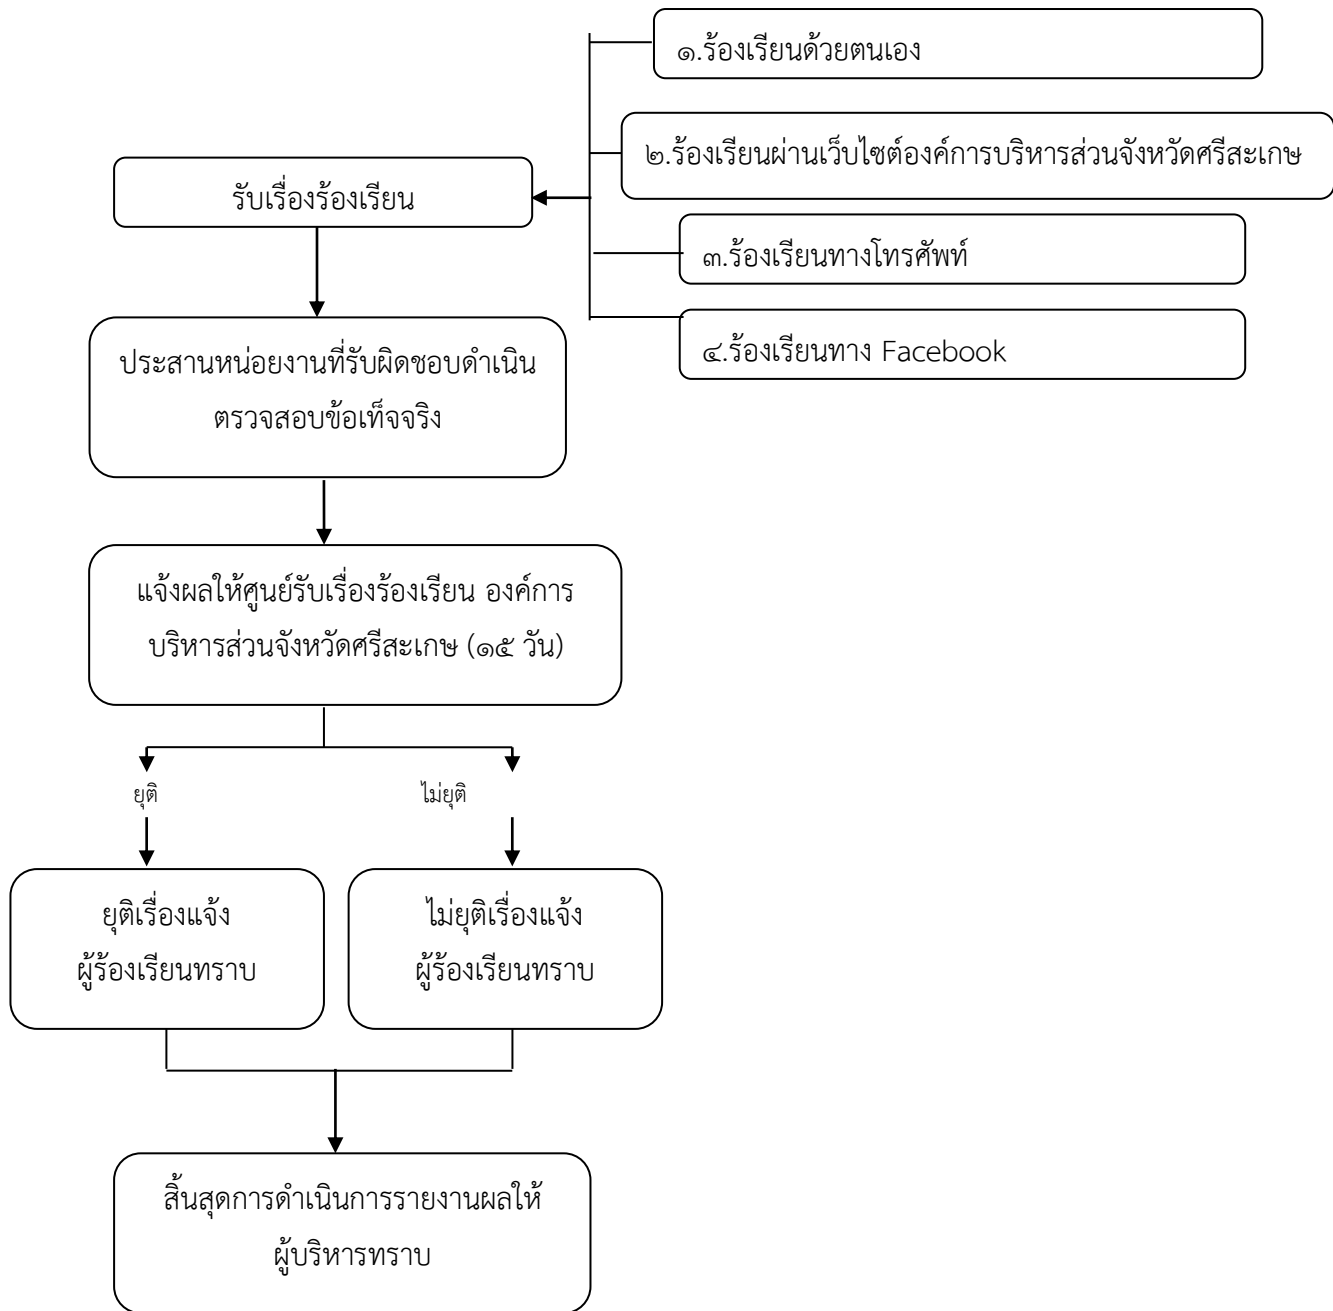 ๑.ร้องเรียนด้วยตนเอง
๒.ร้องเรียนผ่านเว็บไซต์องค์การบริหารส่วนจังหวัดศรีสะเกษ
รับเรื่องร้องเรียน
๓.ร้องเรียนทางโทรศัพท์
๔.ร้องเรียนทาง Facebook
ประสานหน่อยงานที่รับผิดชอบดำเนิน
ตรวจสอบข้อเท็จจริง
แจ้งผลให้ศูนย์รับเรื่องร้องเรียน องค์การ
บริหารส่วนจังหวัดศรีสะเกษ (๑๕ วัน)
ยุติ
ไม่ยุติ
ยุติเรื่องแจ้ง
ผู้ร้องเรียนทราบ
ไม่ยุติเรื่องแจ้ง
ผู้ร้องเรียนทราบ
สิ้นสุดการดำเนินการรายงานผลให้
ผู้บริหารทราบ